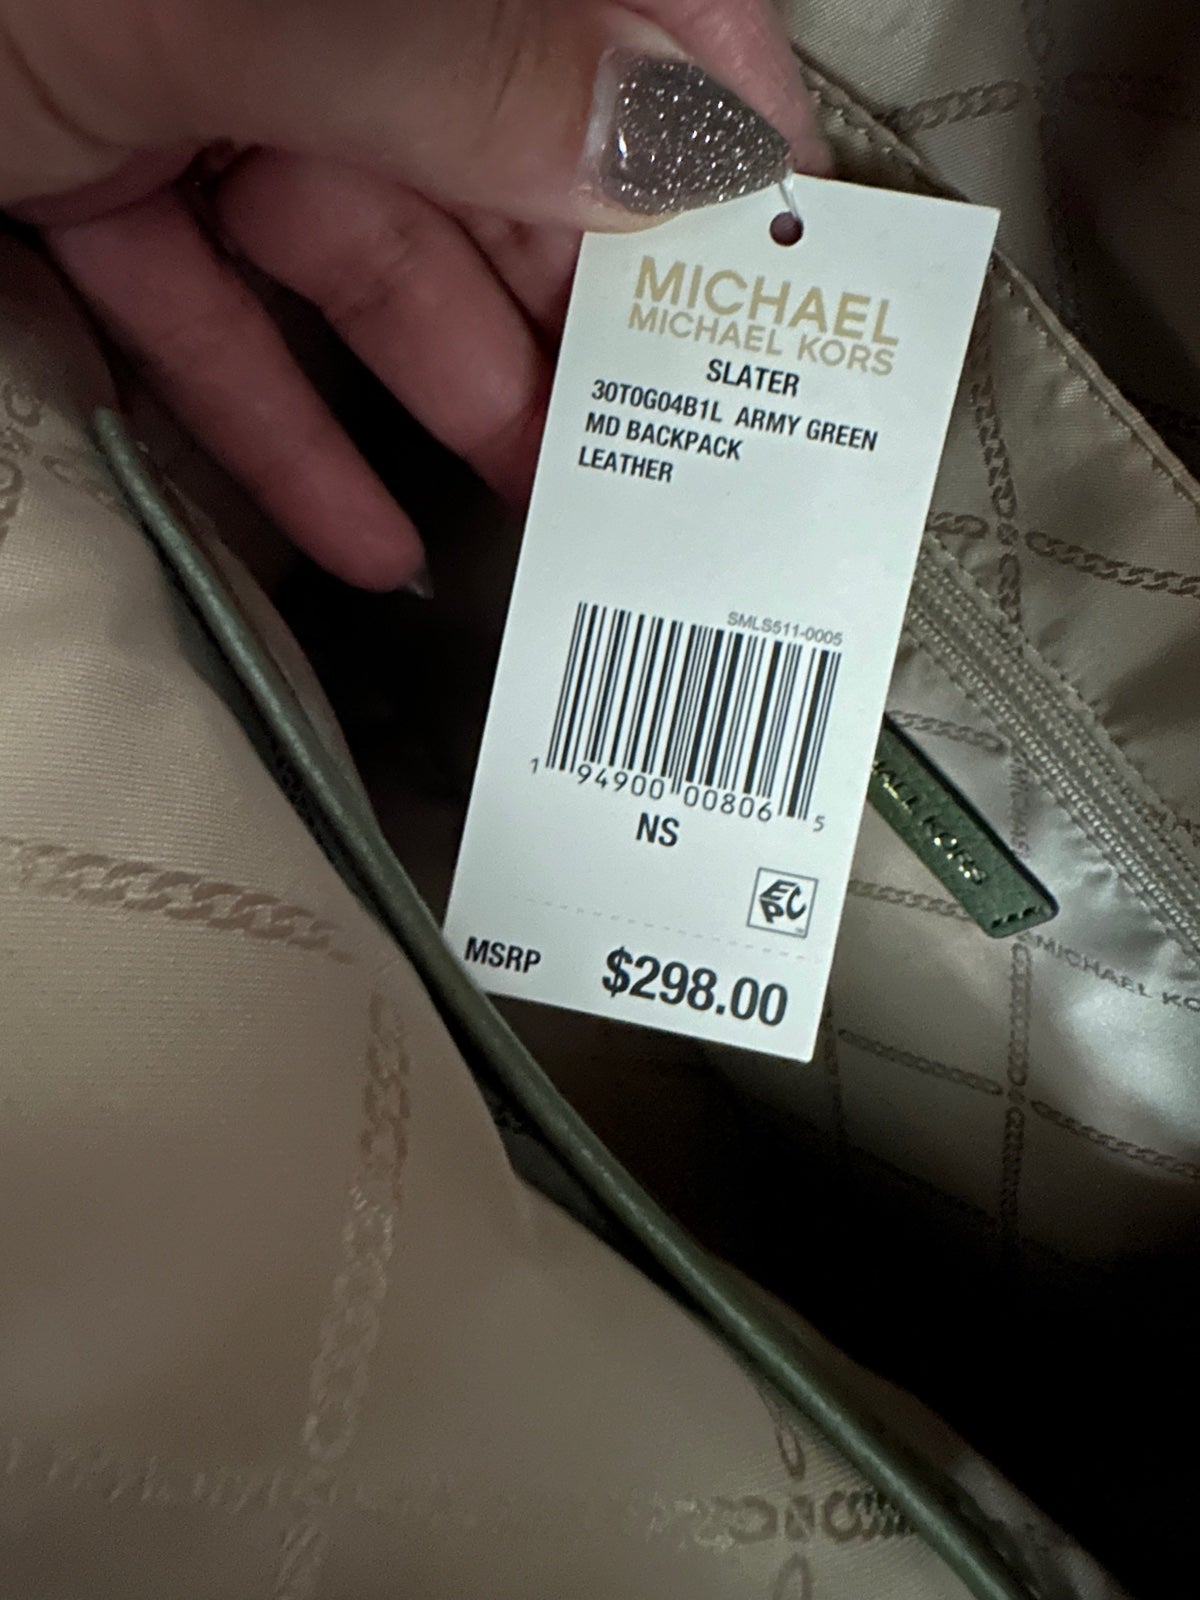 MICHAEL
MICHAEL KORS
SLATER
30T0G04B1L ARMY GREEN
MD BACKPACK
LEATHER
SMLS511-0005
1 94900 00806 5
NS
EPC
MSRP $298.00
KORS
MICHAEL